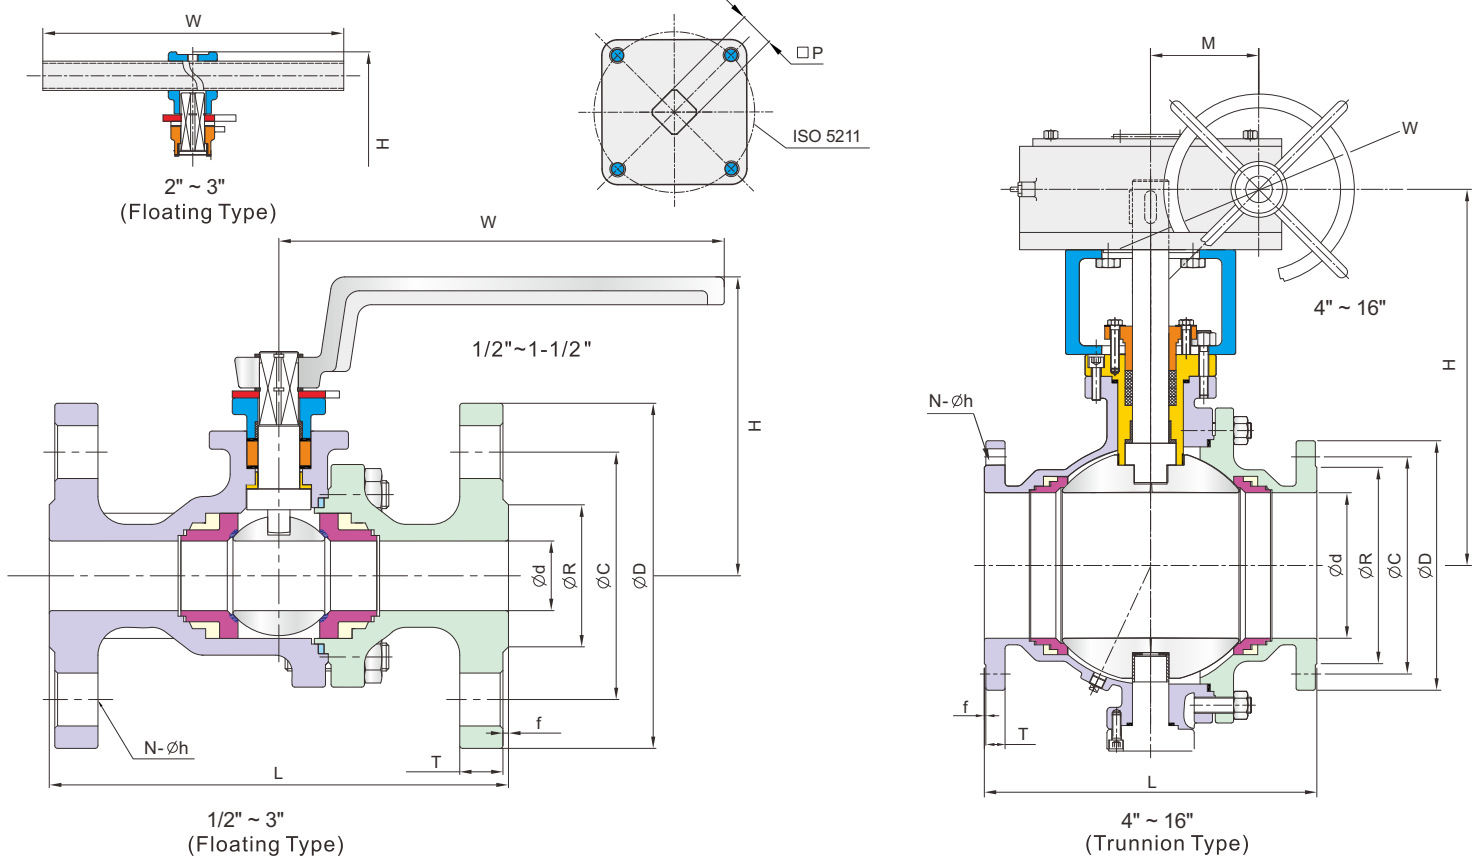 W
H
2" ~ 3"
(Floating Type)
□P
ISO 5211
M
W
H
4" ~ 16"
W
H
1/2"~1-1/2"
N-Øh
Ød
ØR
ØC
ØD
N-Øh
f
T
L
1/2" ~ 3"
(Floating Type)
Ød
ØR
ØC
ØD
f
T
L
4" ~ 16"
(Trunnion Type)